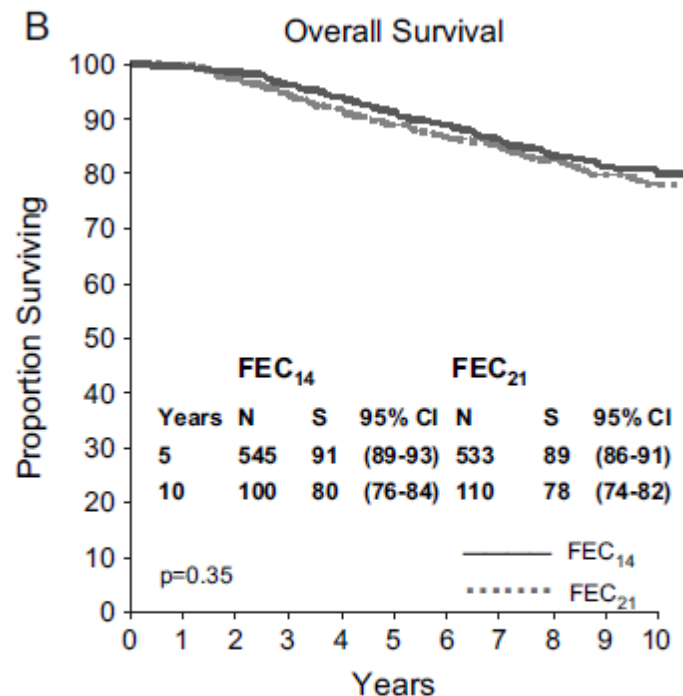 B
Overall Survival
Proportion Surviving
100
90
80
70
60
50
40
30
20
10
0
FEC14 FEC21
Years N S 95% CI N S 95% CI
5 545 91 (89-93) 533 89 (86-91)
10 100 80 (76-84) 110 78 (74-82)
p=0.35
FEC14
FEC21
0 1 2 3 4 5 6 7 8 9 10
Years